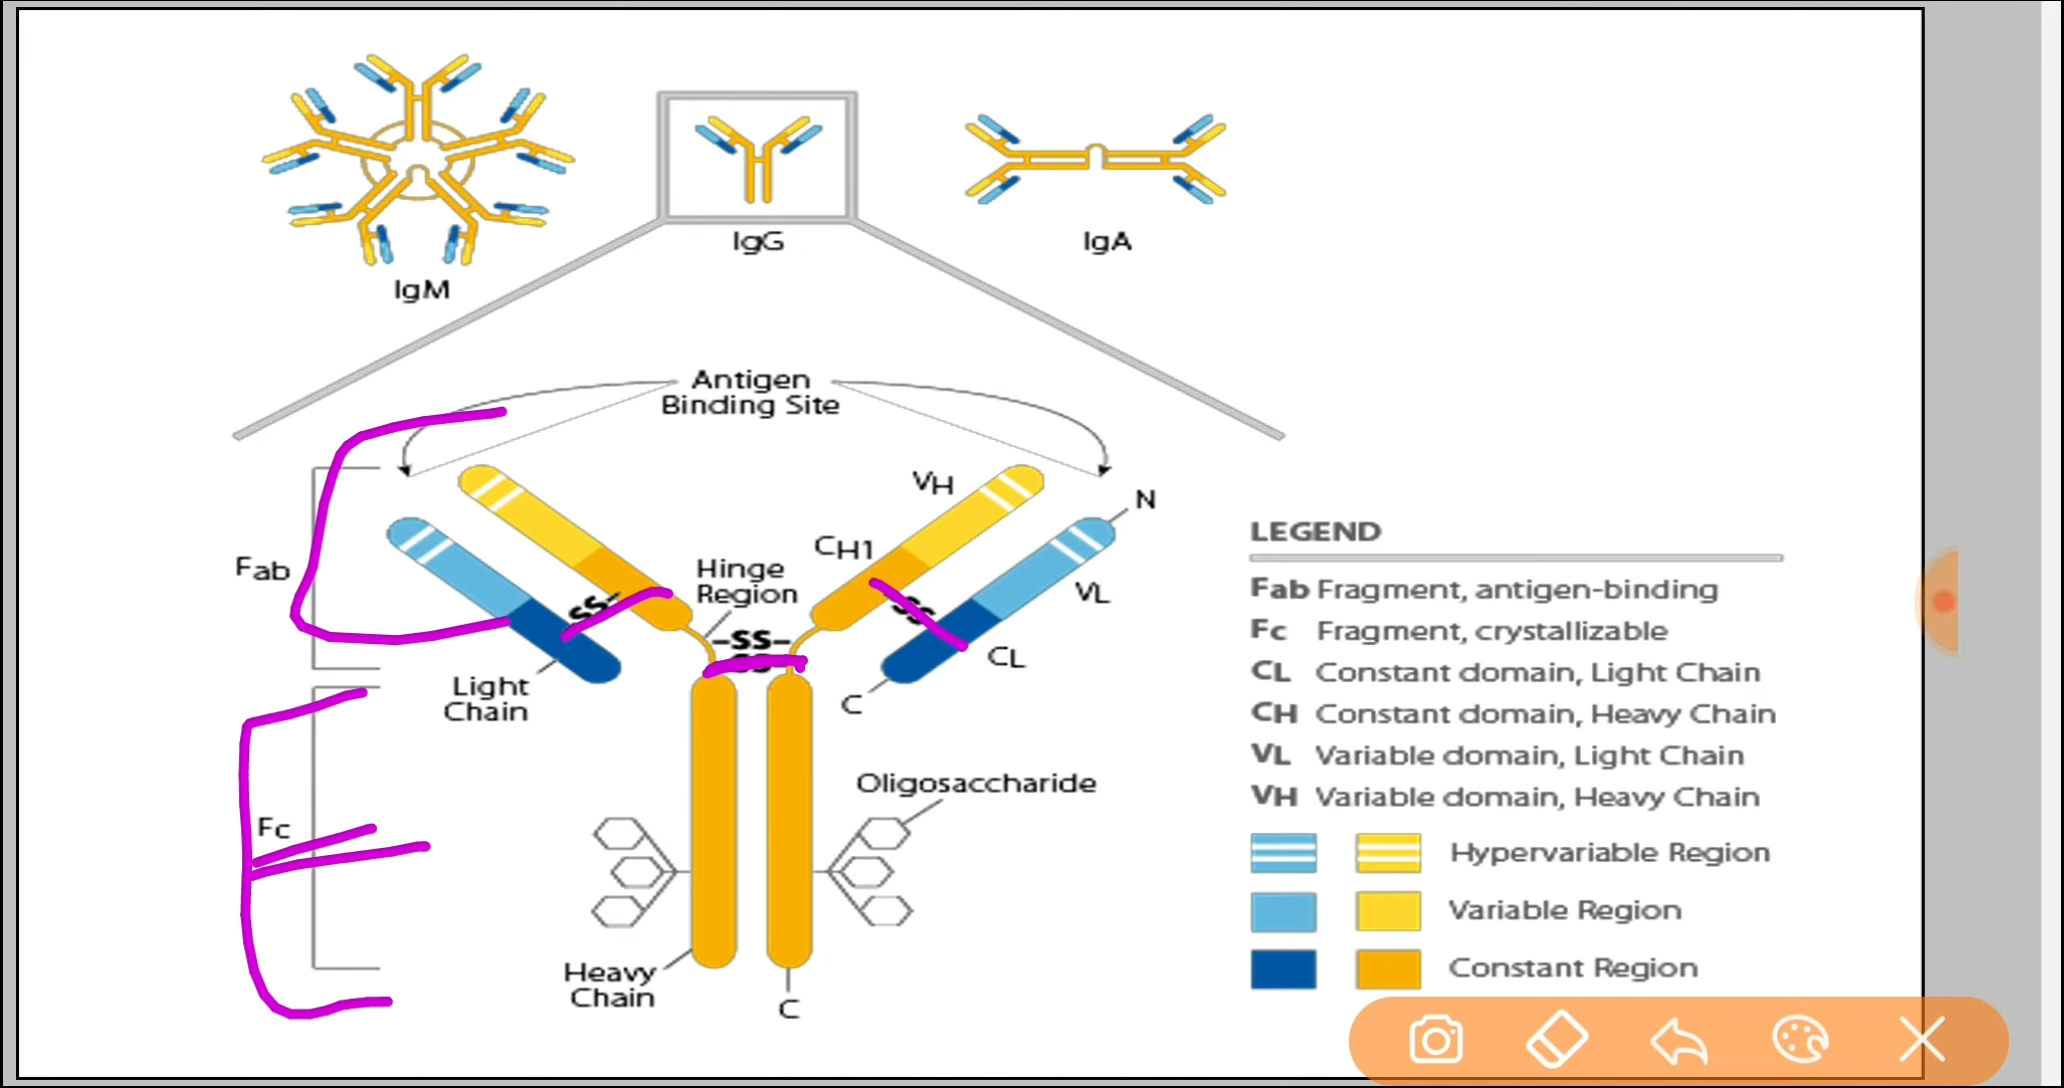 IgM
IgG
IgA
Antigen
Binding Site
Fab
VH
N
CH1
Hinge
Region
SS-
-SS-
SS
SS
VL
CL
Light
Chain
C
Fc
Oligosaccharide
Heavy
Chain
C
LEGEND
Fab Fragment, antigen-binding
Fc Fragment, crystallizable
CL Constant domain, Light Chain
CH Constant domain, Heavy Chain
VL Variable domain, Light Chain
VH Variable domain, Heavy Chain
Hypervariable Region
Variable Region
Constant Region